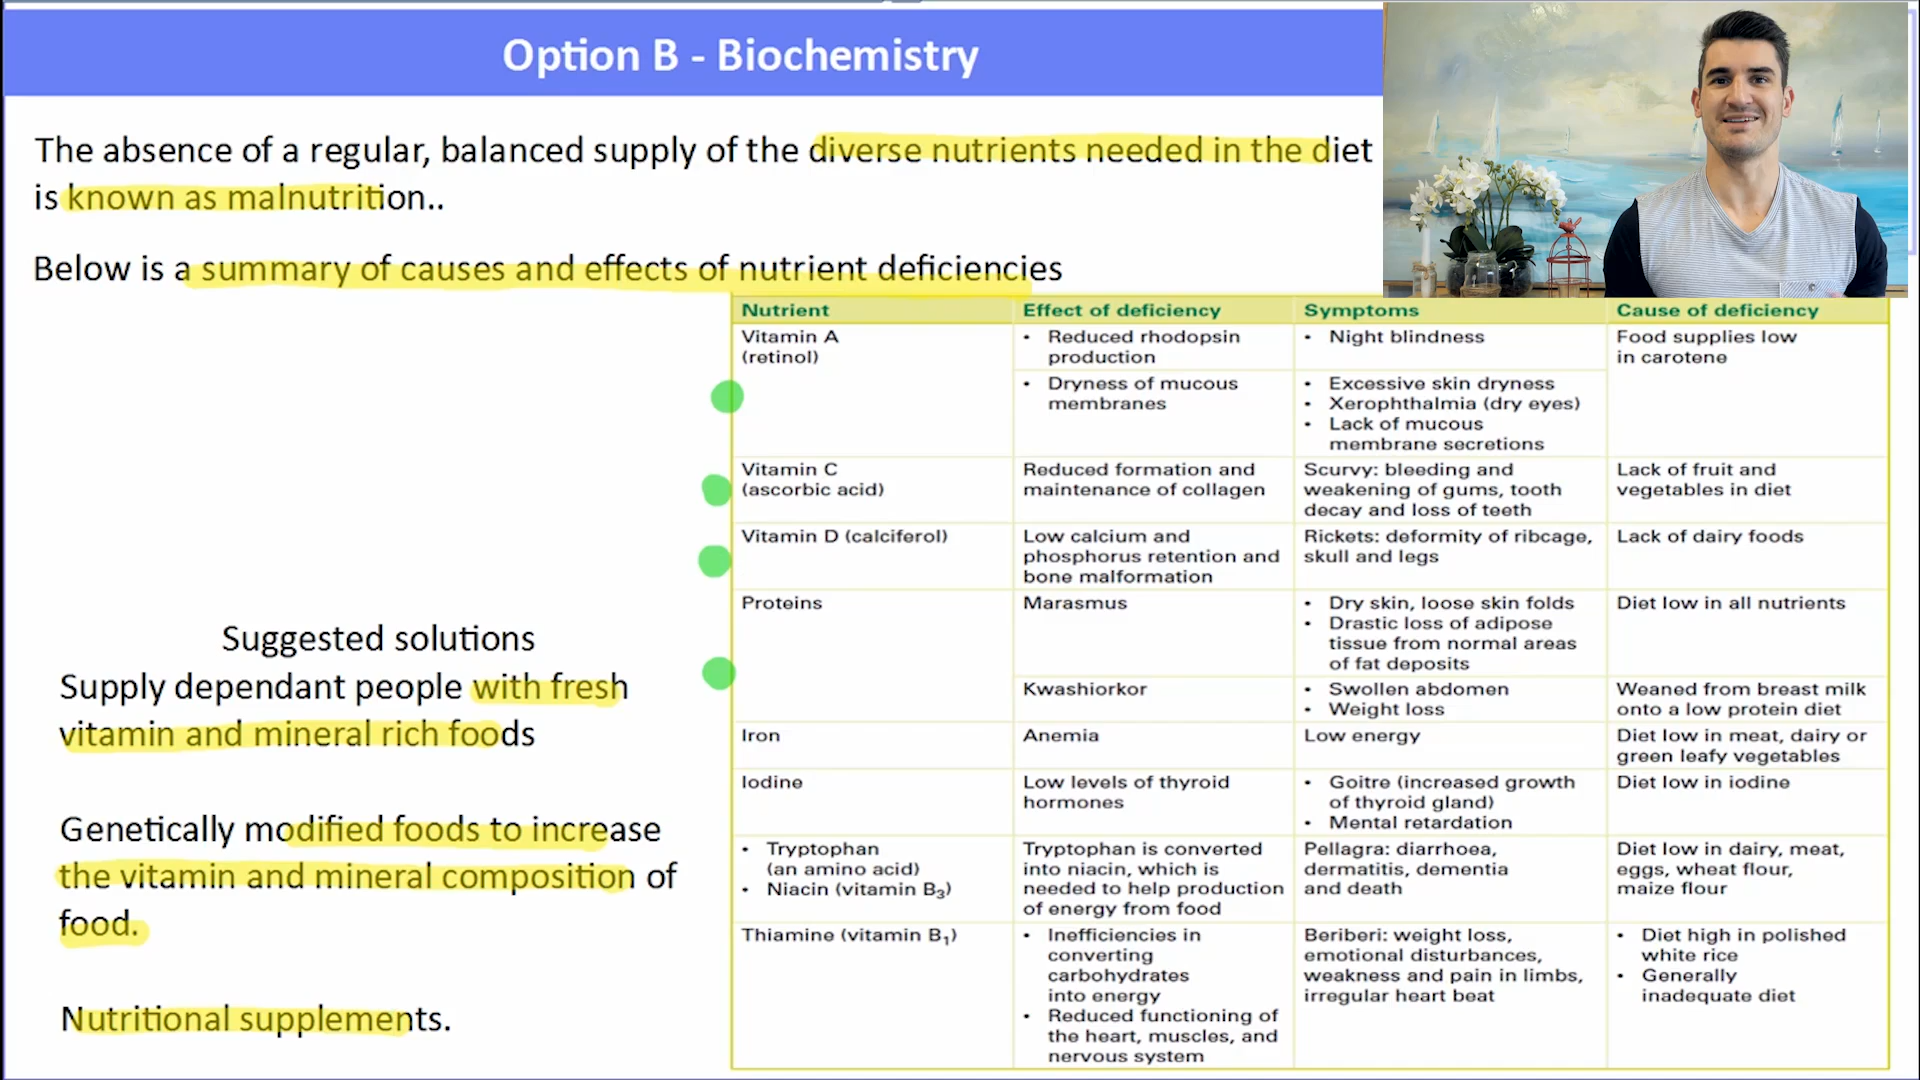 Option B - Biochemistry
The absence of a regular, balanced supply of the diverse nutrients needed in the diet
is known as malnutrition..
Below is a summary of causes and effects of nutrient deficiencies
Suggested solutions
Supply dependant people with fresh
vitamin and mineral rich foods
Genetically modified foods to increase
the vitamin and mineral composition of
food.
Nutritional supplements.
Nutrient
Effect of deficiency
Symptoms
Cause of deficiency
Vitamin A
(retinol)
• Reduced rhodopsin
production
• Night blindness
Food supplies low
in carotene
• Dryness of mucous
membranes
• Excessive skin dryness
• Xerophthalmia (dry eyes)
• Lack of mucous
membrane secretions
Vitamin C
(ascorbic acid)
Reduced formation and
maintenance of collagen
Scurvy: bleeding and
weakening of gums, tooth
decay and loss of teeth
Lack of fruit and
vegetables in diet
Vitamin D (calciferol)
Low calcium and
phosphorus retention and
bone malformation
Rickets: deformity of ribcage,
skull and legs
Lack of dairy foods
Proteins
Marasmus
• Dry skin, loose skin folds
• Drastic loss of adipose
tissue from normal areas
of fat deposits
Diet low in all nutrients
Kwashiorkor
• Swollen abdomen
• Weight loss
Weaned from breast milk
onto a low protein diet
Iron
Anemia
Low energy
Diet low in meat, dairy or
green leafy vegetables
Iodine
Low levels of thyroid
hormones
• Goitre (increased growth
of thyroid gland)
• Mental retardation
Diet low in iodine
• Tryptophan
(an amino acid)
• Niacin (vitamin B₃)
Tryptophan is converted
into niacin, which is
needed to help production
of energy from food
Pellagra: diarrhoea,
dermatitis, dementia
and death
Diet low in dairy, meat,
eggs, wheat flour,
maize flour
Thiamine (vitamin B₁)
• Inefficiencies in
converting
carbohydrates
into energy
• Reduced functioning of
the heart, muscles, and
nervous system
Beriberi: weight loss,
emotional disturbances,
weakness and pain in limbs,
irregular heart beat
• Diet high in polished
white rice
• Generally
inadequate diet